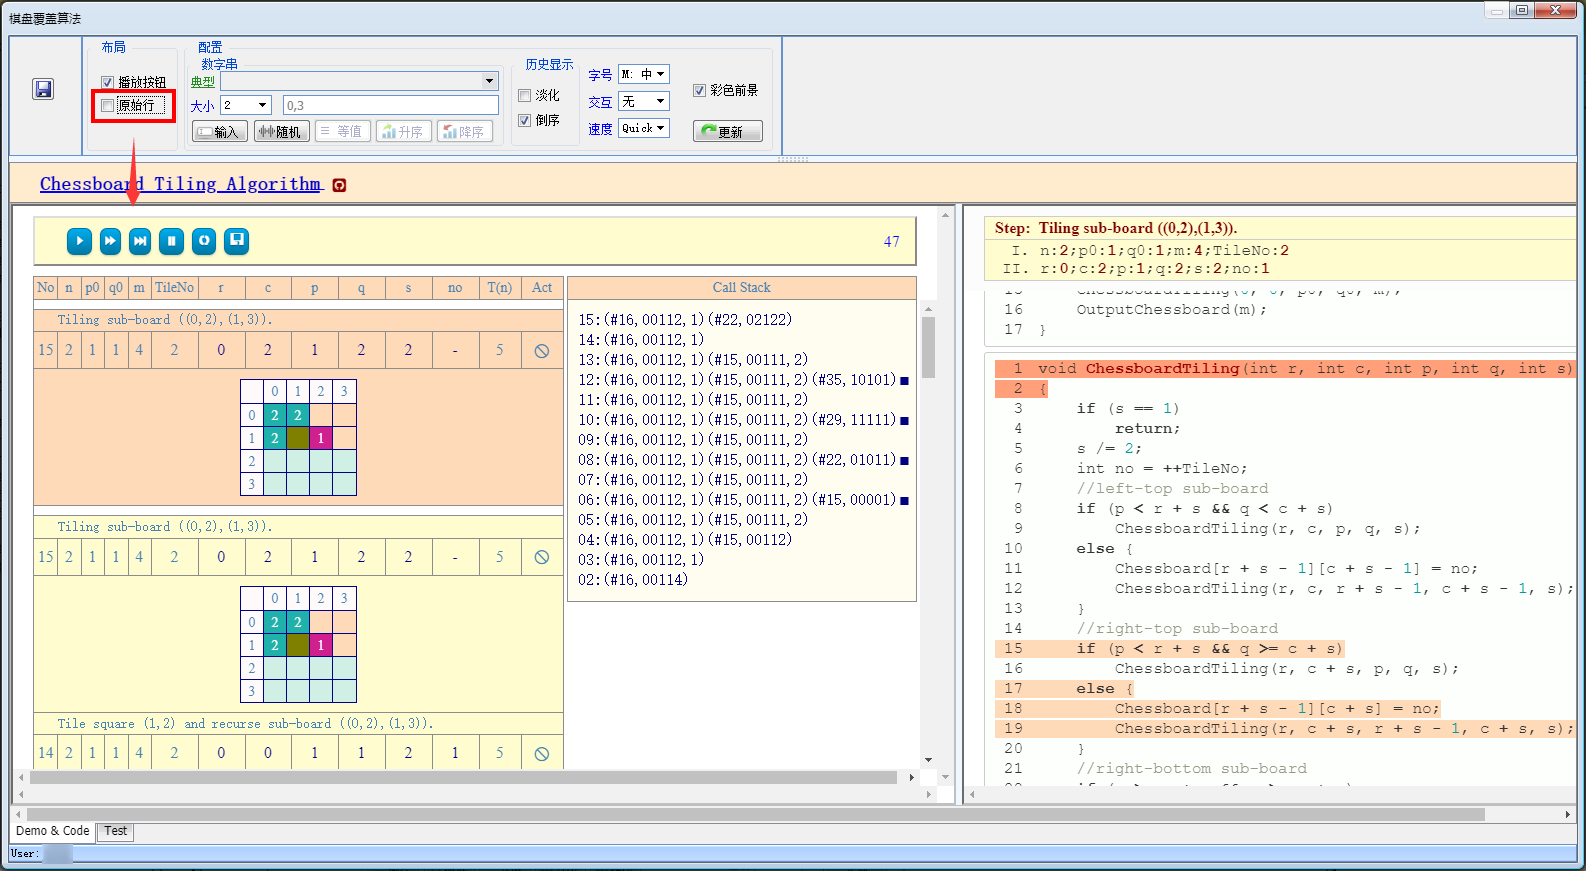 棋盘覆盖算法
布局
播放按钮
原始行
配置
数字串
典型
大小 2 0,3
输入 随机 等值 升序 降序
历史显示
淡化
倒序
字号 M: 中
交互 无
速度 Quick
彩色前景
更新
Chessboard Tiling Algorithm
47
No n p0 q0 m TileNo r c p q s no T(n) Act
Tiling sub-board ((0,2),(1,3)).
15 2 1 1 4 2 0 2 1 2 2 - 5
0 1 2 3
0 2 2
1 2 1
2
3
Tiling sub-board ((0,2),(1,3)).
15 2 1 1 4 2 0 2 1 2 2 - 5
0 1 2 3
0 2 2
1 2 1
2
3
Tile square (1,2) and recurse sub-board ((0,2),(1,3)).
14 2 1 1 4 2 0 0 1 1 2 1 5
Call Stack
15:(#16,00112,1)(#22,02122)
14:(#16,00112,1)
13:(#16,00112,1)(#15,00111,2)
12:(#16,00112,1)(#15,00111,2)(#35,10101)■
11:(#16,00112,1)(#15,00111,2)
10:(#16,00112,1)(#15,00111,2)(#29,11111)■
09:(#16,00112,1)(#15,00111,2)
08:(#16,00112,1)(#15,00111,2)(#22,01011)■
07:(#16,00112,1)(#15,00111,2)
06:(#16,00112,1)(#15,00111,2)(#15,00001)■
05:(#16,00112,1)(#15,00111,2)
04:(#16,00112,1)(#15,00112)
03:(#16,00112,1)
02:(#16,00114)
Step: Tiling sub-board ((0,2),(1,3)).
I. n:2;p0:1;q0:1;m:4;TileNo:2
II. r:0;c:2;p:1;q:2;s:2;no:1
16 OutputChessboard(m);
17 }
1 void ChessboardTiling(int r, int c, int p, int q, int s)
2 {
3 if (s == 1)
4 return;
5 s /= 2;
6 int no = ++TileNo;
7 //left-top sub-board
8 if (p < r + s && q < c + s)
9 ChessboardTiling(r, c, p, q, s);
10 else {
11 Chessboard[r + s - 1][c + s - 1] = no;
12 ChessboardTiling(r, c, r + s - 1, c + s - 1, s);
13 }
14 //right-top sub-board
15 if (p < r + s && q >= c + s)
16 ChessboardTiling(r, c + s, p, q, s);
17 else {
18 Chessboard[r + s - 1][c + s] = no;
19 ChessboardTiling(r, c + s, r + s - 1, c + s, s);
20 }
21 //right-bottom sub-board
Demo & Code Test
User: